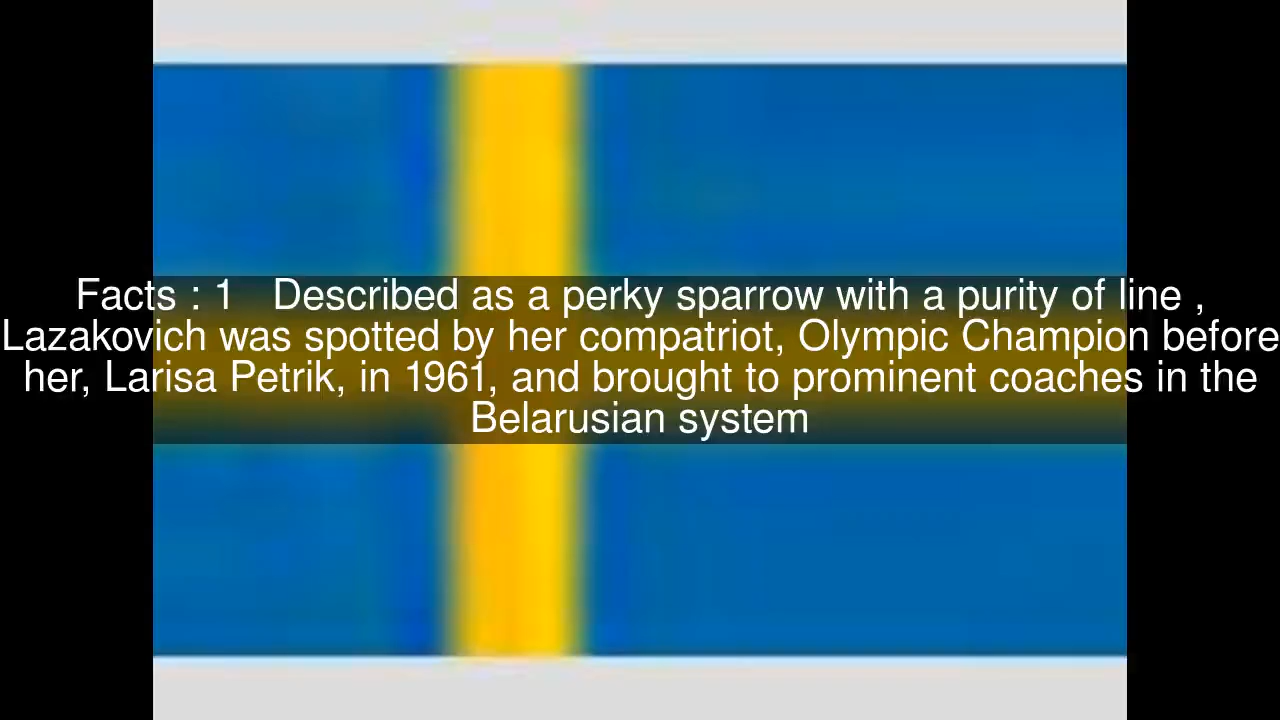 Facts : 1   Described as a perky sparrow with a purity of line ,
Lazakovich was spotted by her compatriot, Olympic Champion before
her, Larisa Petrik, in 1961, and brought to prominent coaches in the
Belarusian system